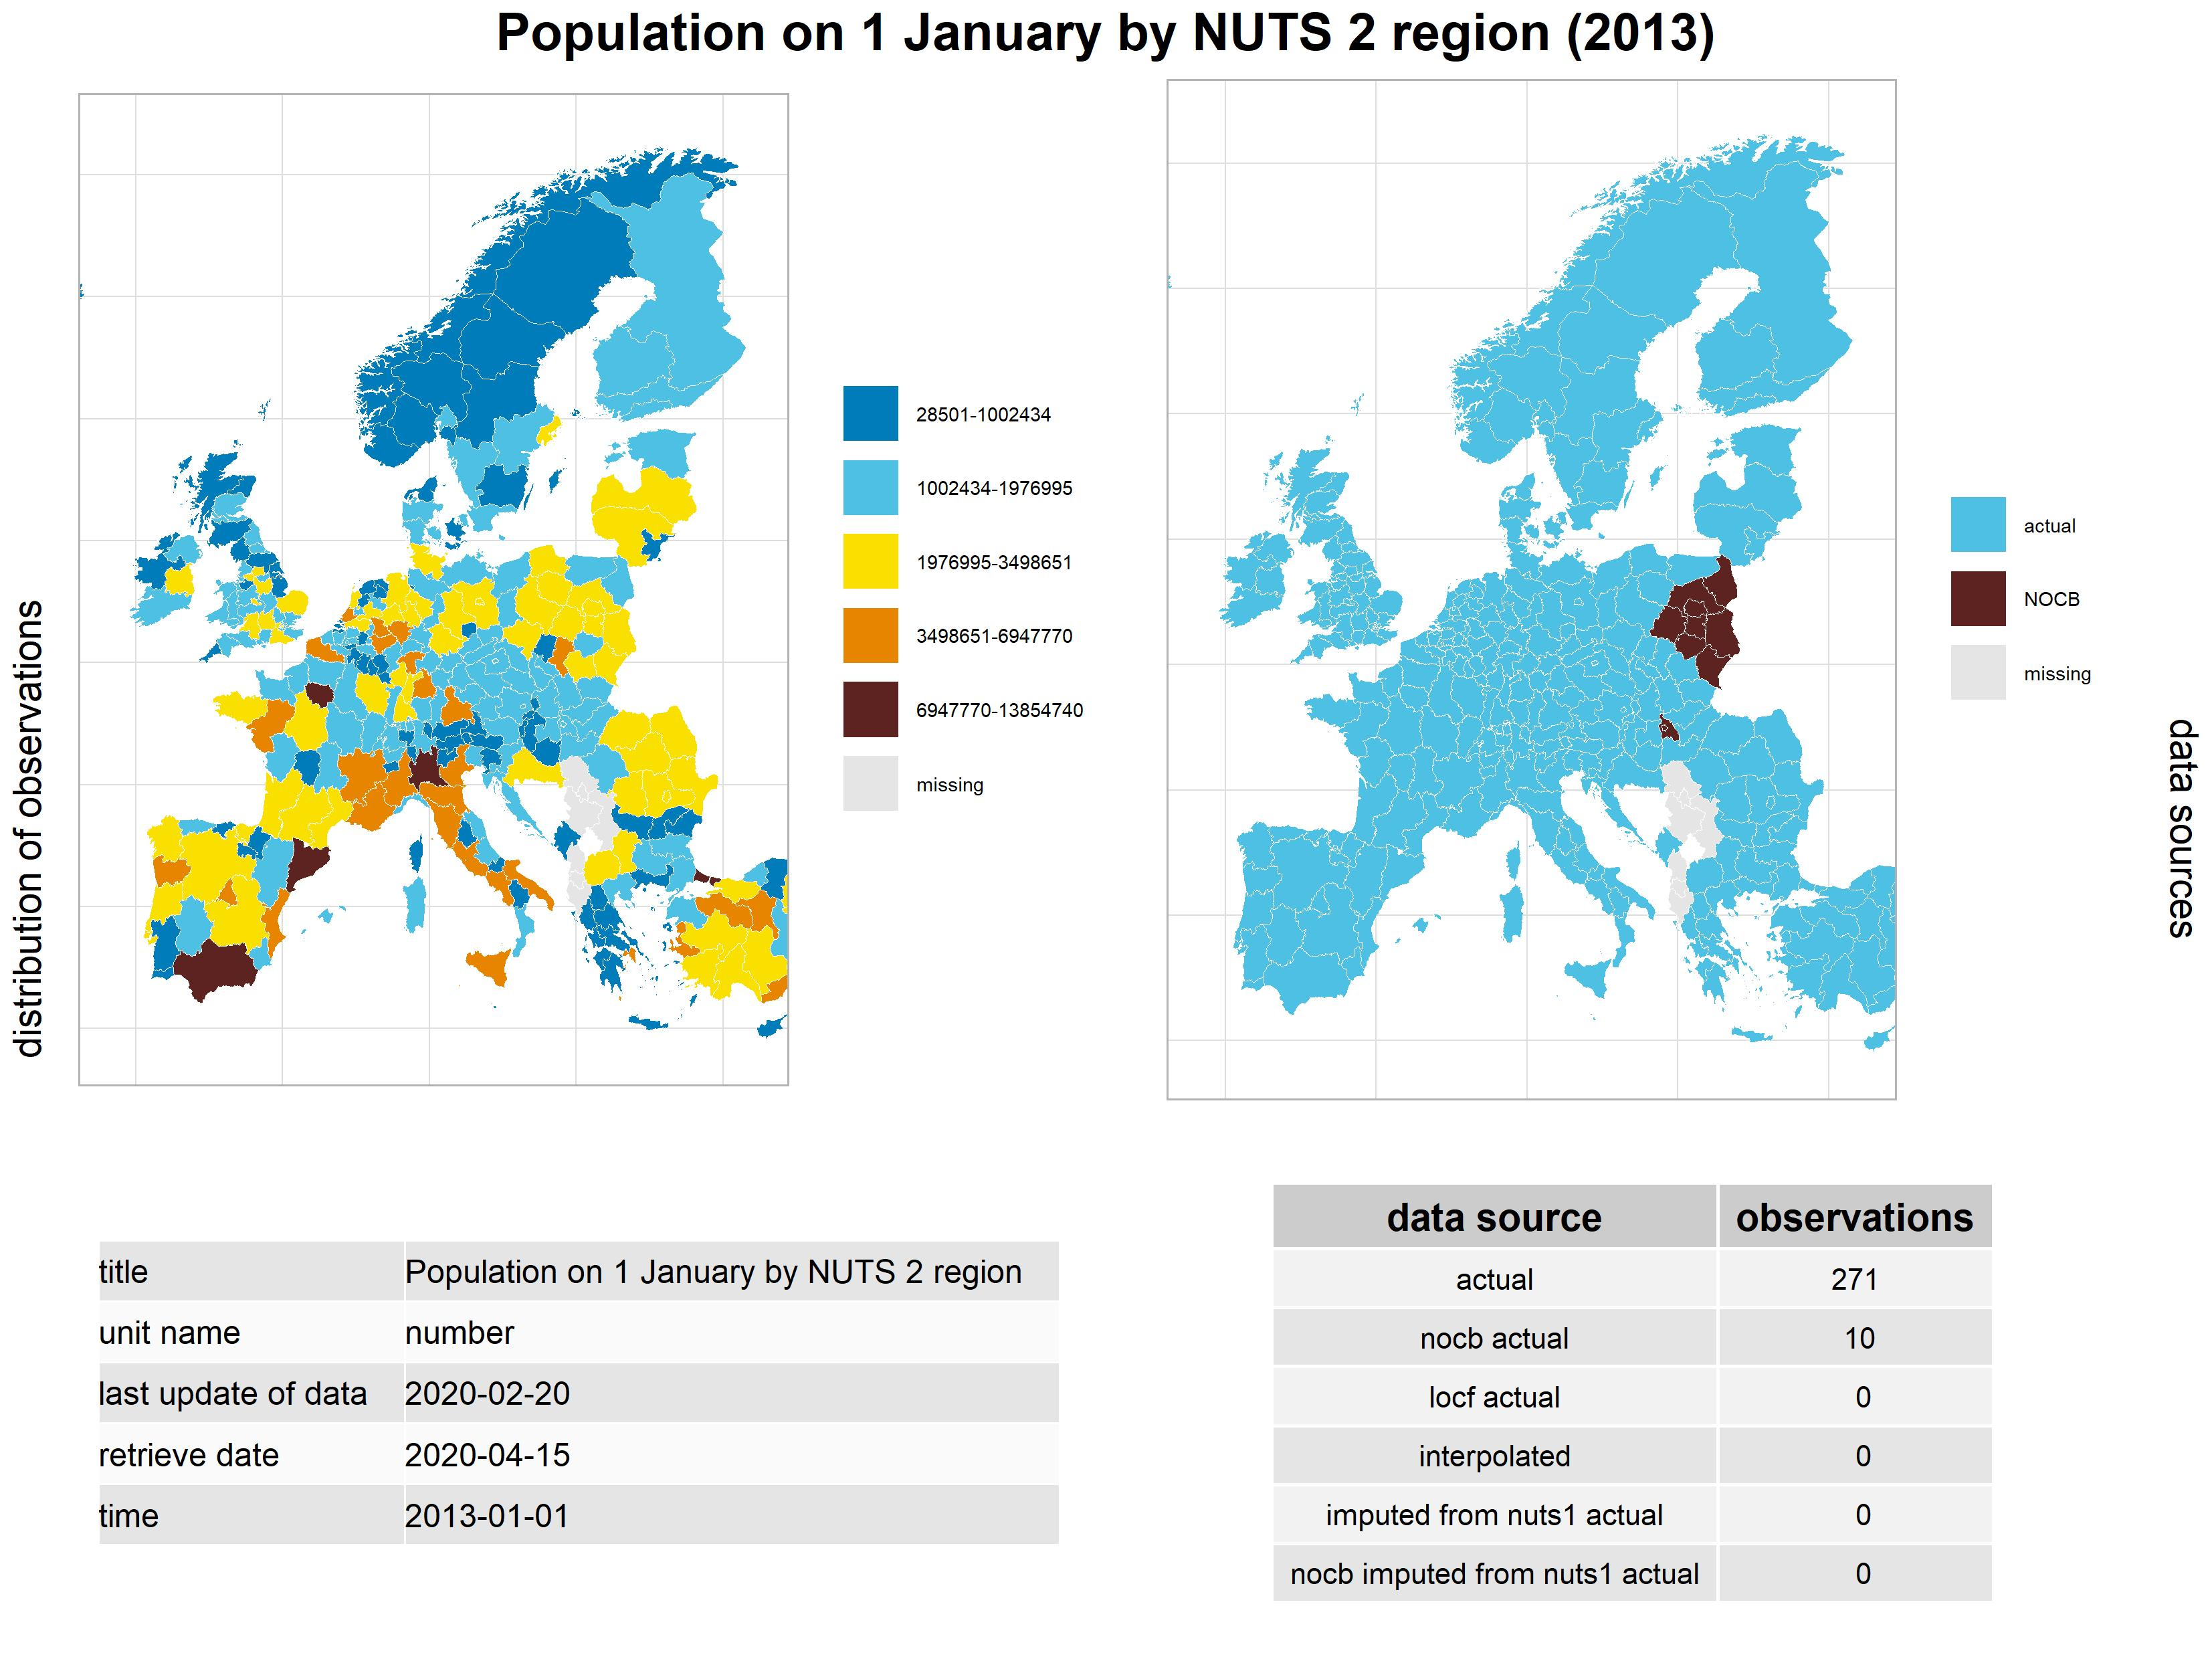 Population on 1 January by NUTS 2 region (2013)
distribution of observations
28501-1002434
1002434-1976995
1976995-3498651
3498651-6947770
6947770-13854740
missing
actual
NOCB
missing
data sources
title Population on 1 January by NUTS 2 region
unit name number
last update of data 2020-02-20
retrieve date 2020-04-15
time 2013-01-01
data source observations
actual 271
nocb actual 10
locf actual 0
interpolated 0
imputed from nuts1 actual 0
nocb imputed from nuts1 actual 0